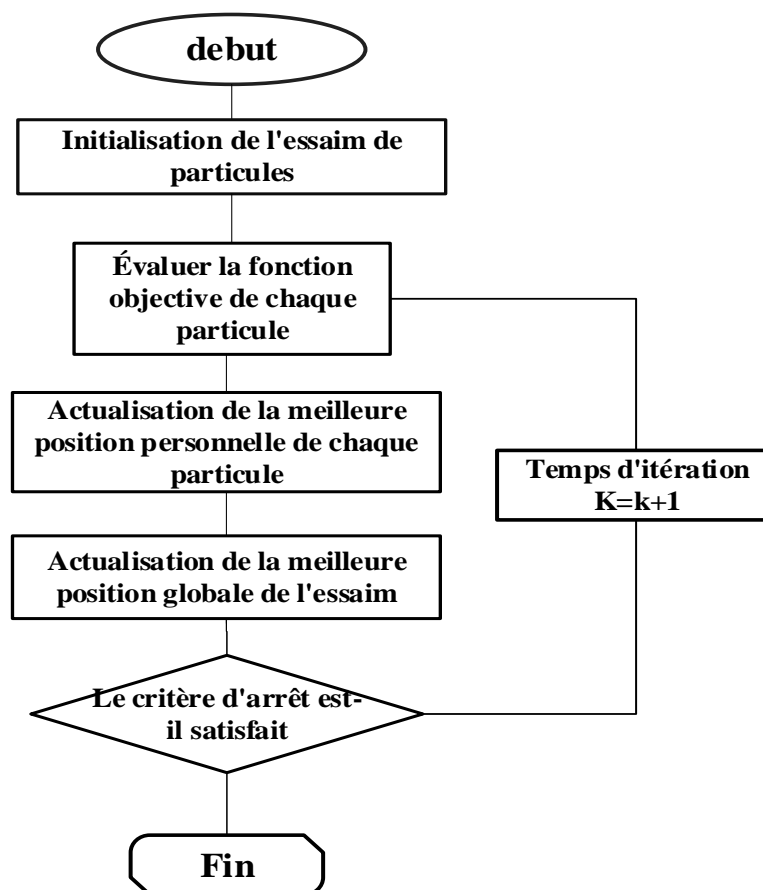 debut
Initialisation de l'essaim de
particules
Évaluer la fonction
objective de chaque
particule
Actualisation de la meilleure
position personnelle de chaque
particule
Temps d'itération
K=k+1
Actualisation de la meilleure
position globale de l'essaim
Le critère d'arrêt est-
il satisfait
Fin